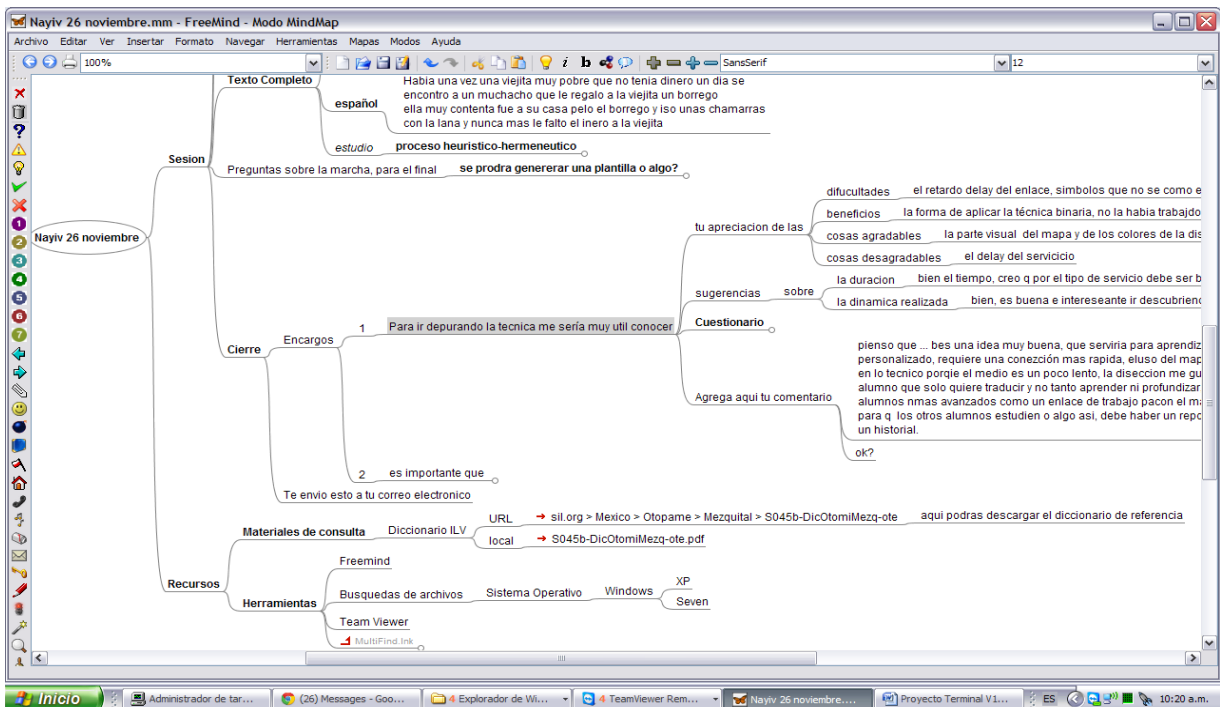 Nayiv 26 noviembre.mm - FreeMind - Modo MindMap
Archivo Editar Ver Insertar Formato Navegar Herramientas Mapas Modos Ayuda
100% SansSerif 12
Texto Completo
español
Habia una vez una viejita muy pobre que no tenia dinero un dia se
encontro a un muchacho que le regalo a la viejita un borrego
ella muy contenta fue a su casa pelo el borrego y iso unas chamarras
con la lana y nunca mas le falto el inero a la viejita
estudio proceso heuristico-hermeneutico
Sesion
Preguntas sobre la marcha, para el final se prodra genererar una plantilla o algo?
Nayiv 26 noviembre
tu apreciacion de las
difucultades el retardo delay del enlace, simbolos que no se como e
beneficios la forma de aplicar la técnica binaria, no la habia trabajdo
cosas agradables la parte visual del mapa y de los colores de la dis
cosas desagradables el delay del servicicio
sugerencias sobre
la duracion bien el tiempo, creo q por el tipo de servicio debe ser b
la dinamica realizada bien, es buena e intereseante ir descubrienc
Cierre
Encargos
1 Para ir depurando la tecnica me sería muy util conocer
Cuestionario
Agrega aqui tu comentario
pienso que ... bes una idea muy buena, que serviria para aprendiz
personalizado, requiere una conezción mas rapida, eluso del map
en lo tecnico porqie el medio es un poco lento, la diseccion me gu
alumno que solo quiere traducir y no tanto aprender ni profundizar
alumnos nmas avanzados como un enlace de trabajo pacon el ma
para q los otros alumnos estudien o algo asi, debe haber un repo
un historial.
ok?
2 es importante que
Te envio esto a tu correo electronico
Recursos
Materiales de consulta
Diccionario ILV
URL sil.org > Mexico > Otopame > Mezquital > S045b-DicOtomiMezq-ote aqui podras descargar el diccionario de referencia
local S045b-DicOtomiMezq-ote.pdf
Herramientas
Freemind
Busquedas de archivos Sistema Operativo Windows
XP
Seven
Team Viewer
MultiFind.lnk
Inicio Administrador de tar... (26) Messages - Goo... 4 Explorador de Wi... 4 TeamViewer Rem... Nayiv 26 noviembre.... Proyecto Terminal V1... ES 10:20 a.m.